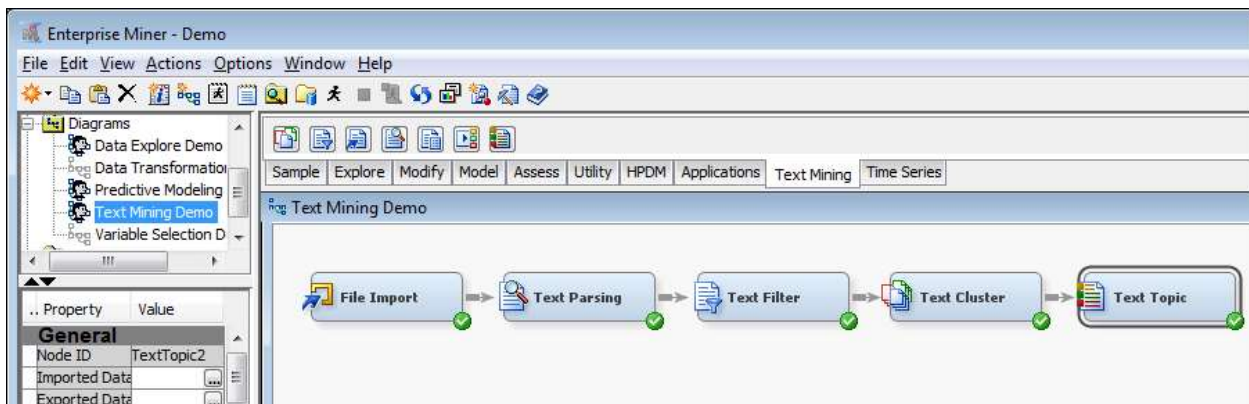 Enterprise Miner - Demo
File Edit View Actions Options Window Help
Diagrams
Data Explore Demo
Data Transformation
Predictive Modeling
Text Mining Demo
Variable Selection D
Sample Explore Modify Model Assess Utility HPDM Applications Text Mining Time Series
Text Mining Demo
File Import Text Parsing Text Filter Text Cluster Text Topic
.. Property Value
General
Node ID TextTopic2
Imported Data ...
Exported Data ...